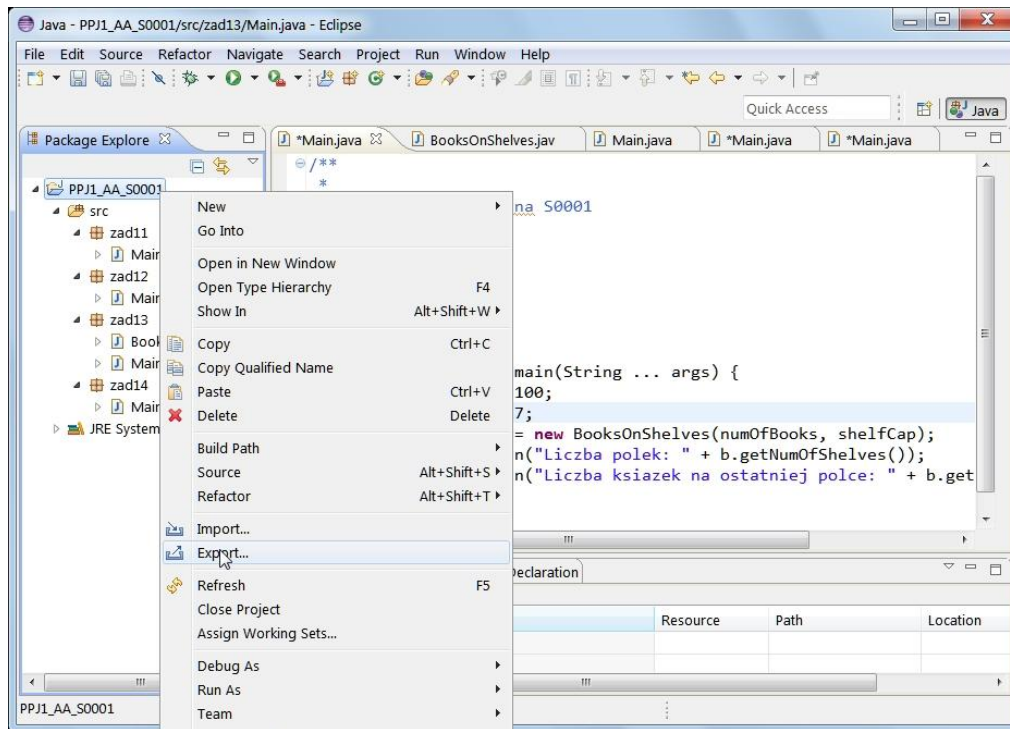 Java - PPJ1_AA_S0001/src/zad13/Main.java - Eclipse
File Edit Source Refactor Navigate Search Project Run Window Help
Quick Access
Java
Package Explore
*Main.java
BooksOnShelves.jav
Main.java
*Main.java
*Main.java
/**
*
PPJ1_AA_S0001
na S0001
src
zad11
Main
zad12
Main
zad13
Book
Main
zad14
Main
JRE System
New
Go Into
Open in New Window
Open Type Hierarchy F4
Show In Alt+Shift+W
Copy Ctrl+C
Copy Qualified Name
Paste Ctrl+V
Delete Delete
Build Path
Source Alt+Shift+S
Refactor Alt+Shift+T
Import...
Export...
Refresh F5
Close Project
Assign Working Sets...
Debug As
Run As
Team
main(String ... args) {
100;
7;
= new BooksOnShelves(numOfBooks, shelfCap);
n("Liczba polek: " + b.getNumOfShelves());
n("Liczba ksiazek na ostatniej polce: " + b.get
Declaration
Resource Path Location
PPJ1_AA_S0001